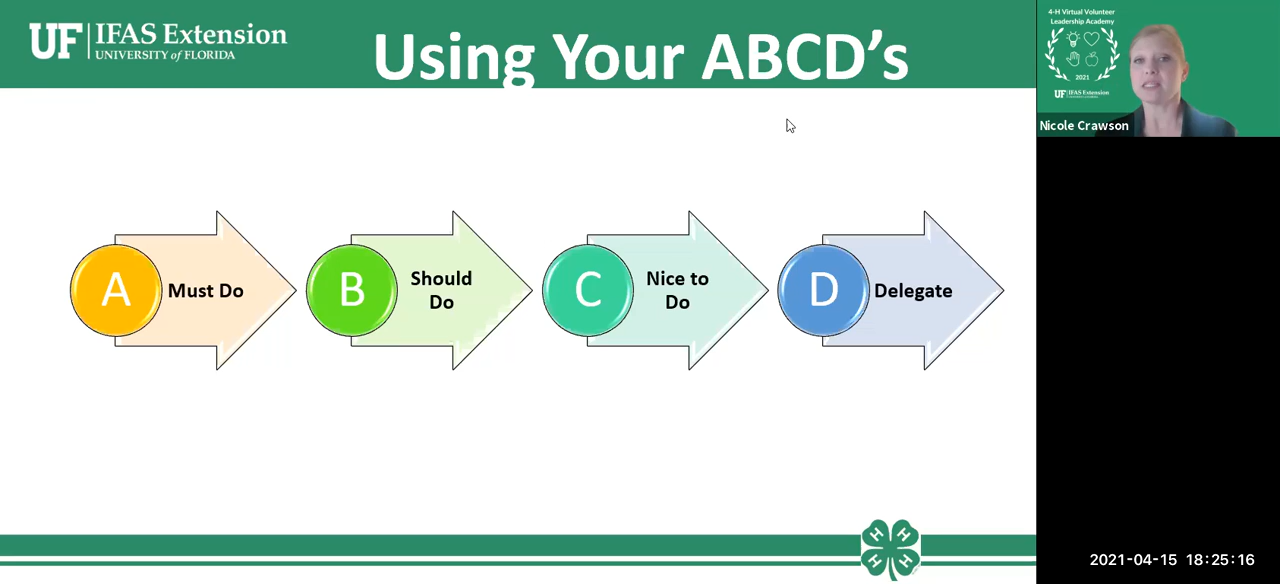 UF IFAS Extension
UNIVERSITY of FLORIDA
Using Your ABCD's
A Must Do
B Should
Do
C Nice to
Do
D Delegate
H H
H H
4-H Virtual Volunteer
Leadership Academy
2021
UF IFAS Extension
Nicole Crawson
2021-04-15 18:25:16